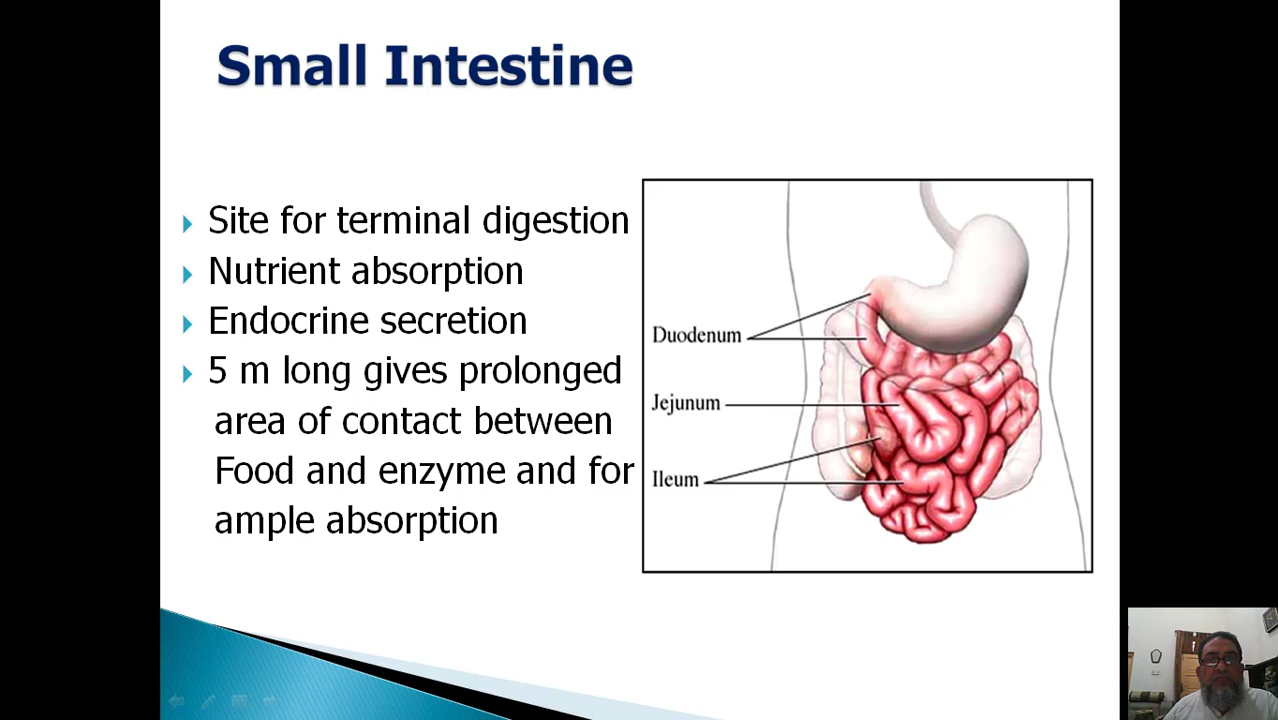 Small Intestine
Site for terminal digestion
Nutrient absorption
Endocrine secretion
5 m long gives prolonged
area of contact between
Food and enzyme and for
ample absorption
Duodenum
Jejunum
Ileum